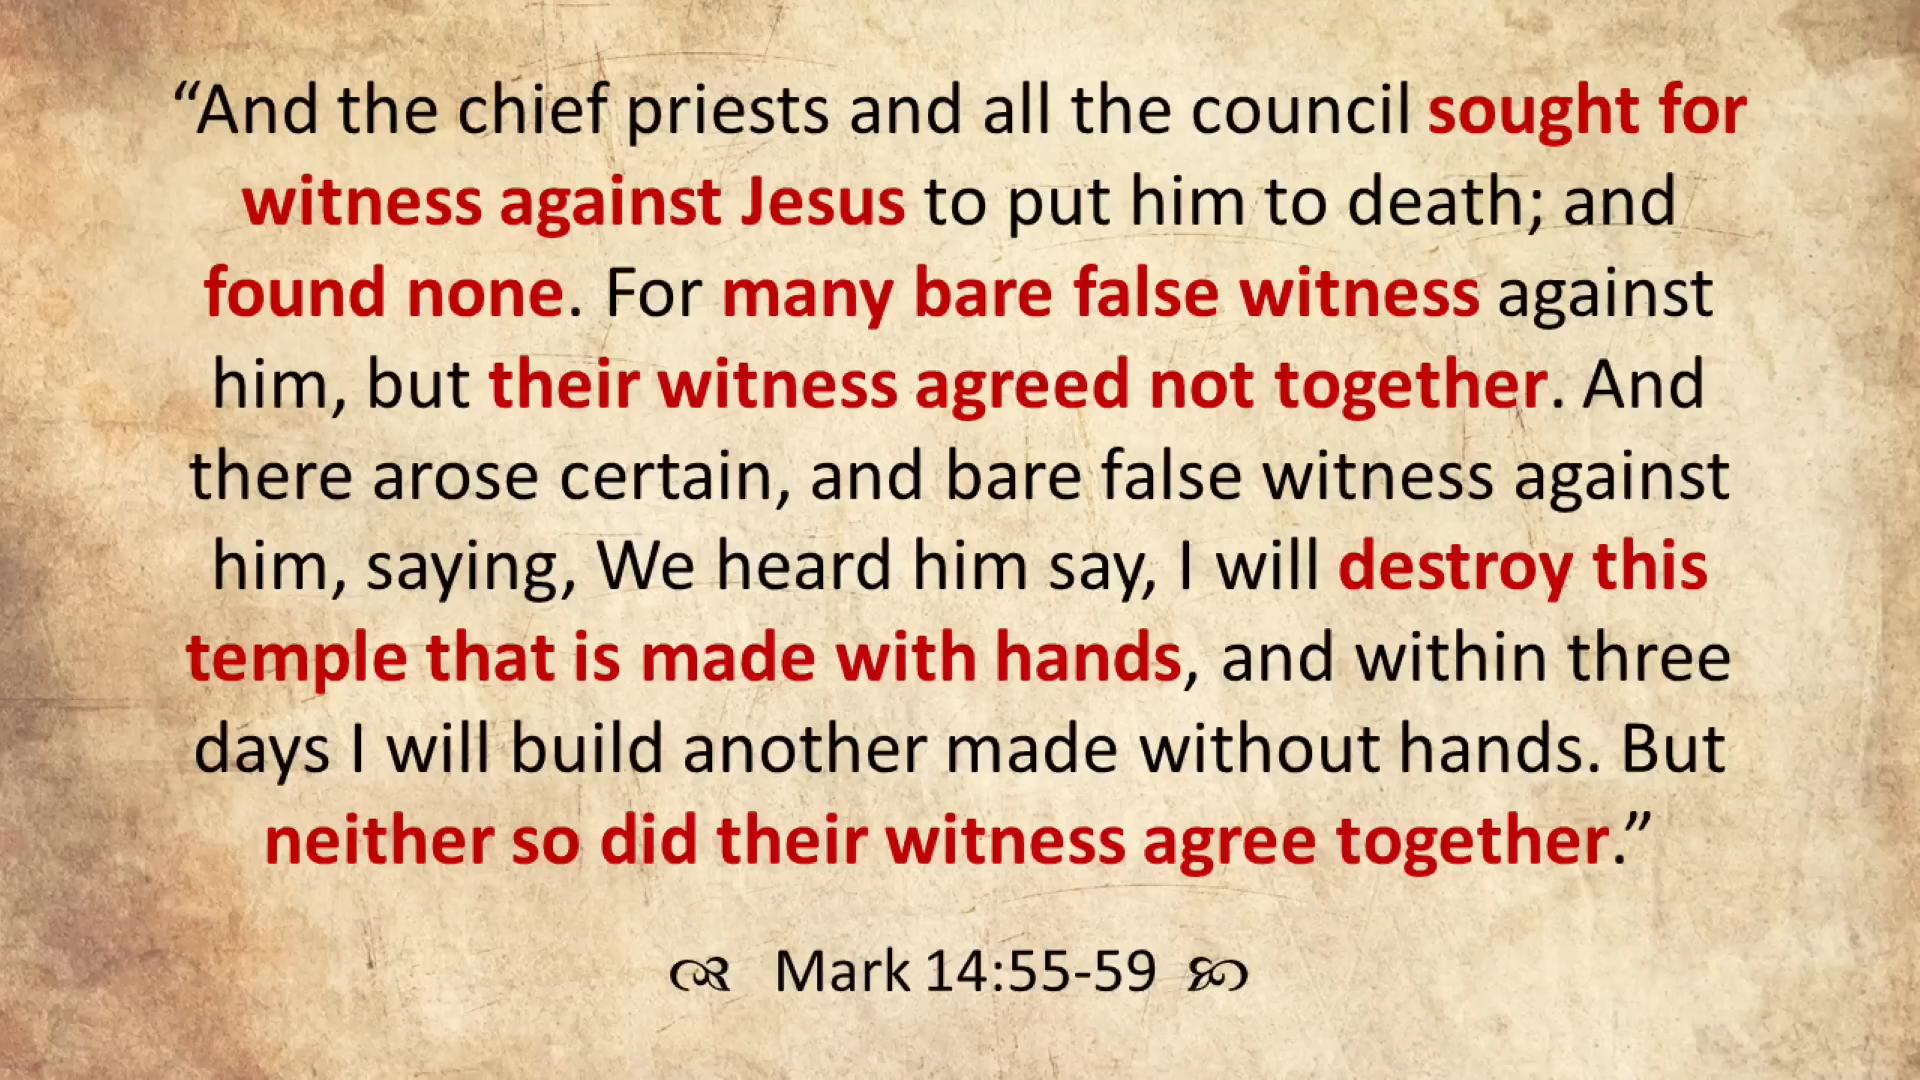 “And the chief priests and all the council sought for
witness against Jesus to put him to death; and
found none. For many bare false witness against
him, but their witness agreed not together. And
there arose certain, and bare false witness against
him, saying, We heard him say, I will destroy this
temple that is made with hands, and within three
days I will build another made without hands. But
neither so did their witness agree together.”
Mark 14:55-59